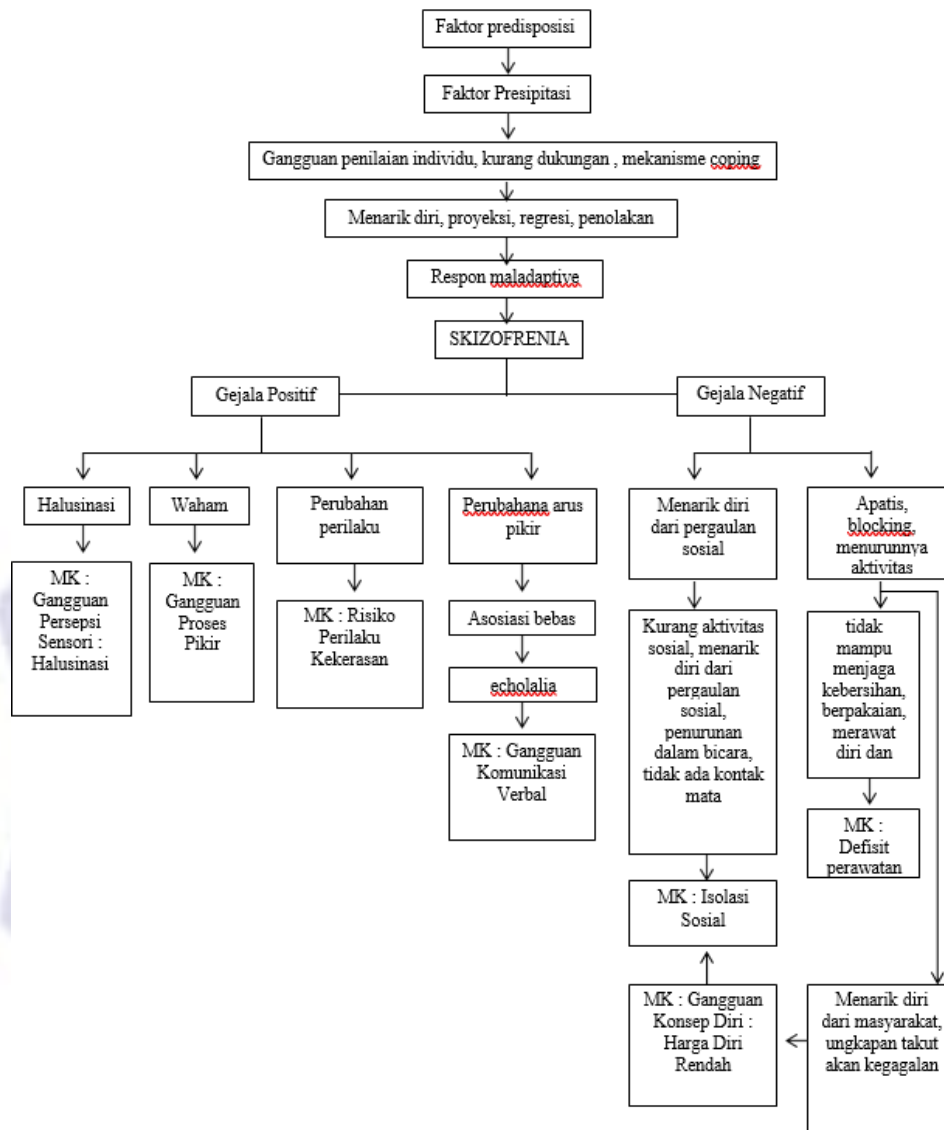 Faktor predisposisi
Faktor Presipitasi
Gangguan penilaian individu, kurang dukungan , mekanisme coping
Menarik diri, proyeksi, regresi, penolakan
Respon maladaptive
SKIZOFRENIA
Gejala Positif
Gejala Negatif
Halusinasi
MK :
Gangguan
Persepsi
Sensori :
Halusinasi
Waham
MK :
Gangguan
Proses
Pikir
Perubahan
perilaku
MK : Risiko
Perilaku
Kekerasan
Perubahana arus
pikir
Asosiasi bebas
echolalia
MK : Gangguan
Komunikasi
Verbal
Menarik diri
dari pergaulan
sosial
Kurang aktivitas
sosial, menarik
diri dari
pergaulan
sosial,
penurunan
dalam bicara,
tidak ada kontak
mata
MK : Isolasi
Sosial
Apatis,
blocking,
menurunnya
aktivitas
tidak
mampu
menjaga
kebersihan,
berpakaian,
merawat
diri dan
MK :
Defisit
perawatan
MK : Gangguan
Konsep Diri :
Harga Diri
Rendah
Menarik diri
dari masyarakat,
ungkapan takut
akan kegagalan